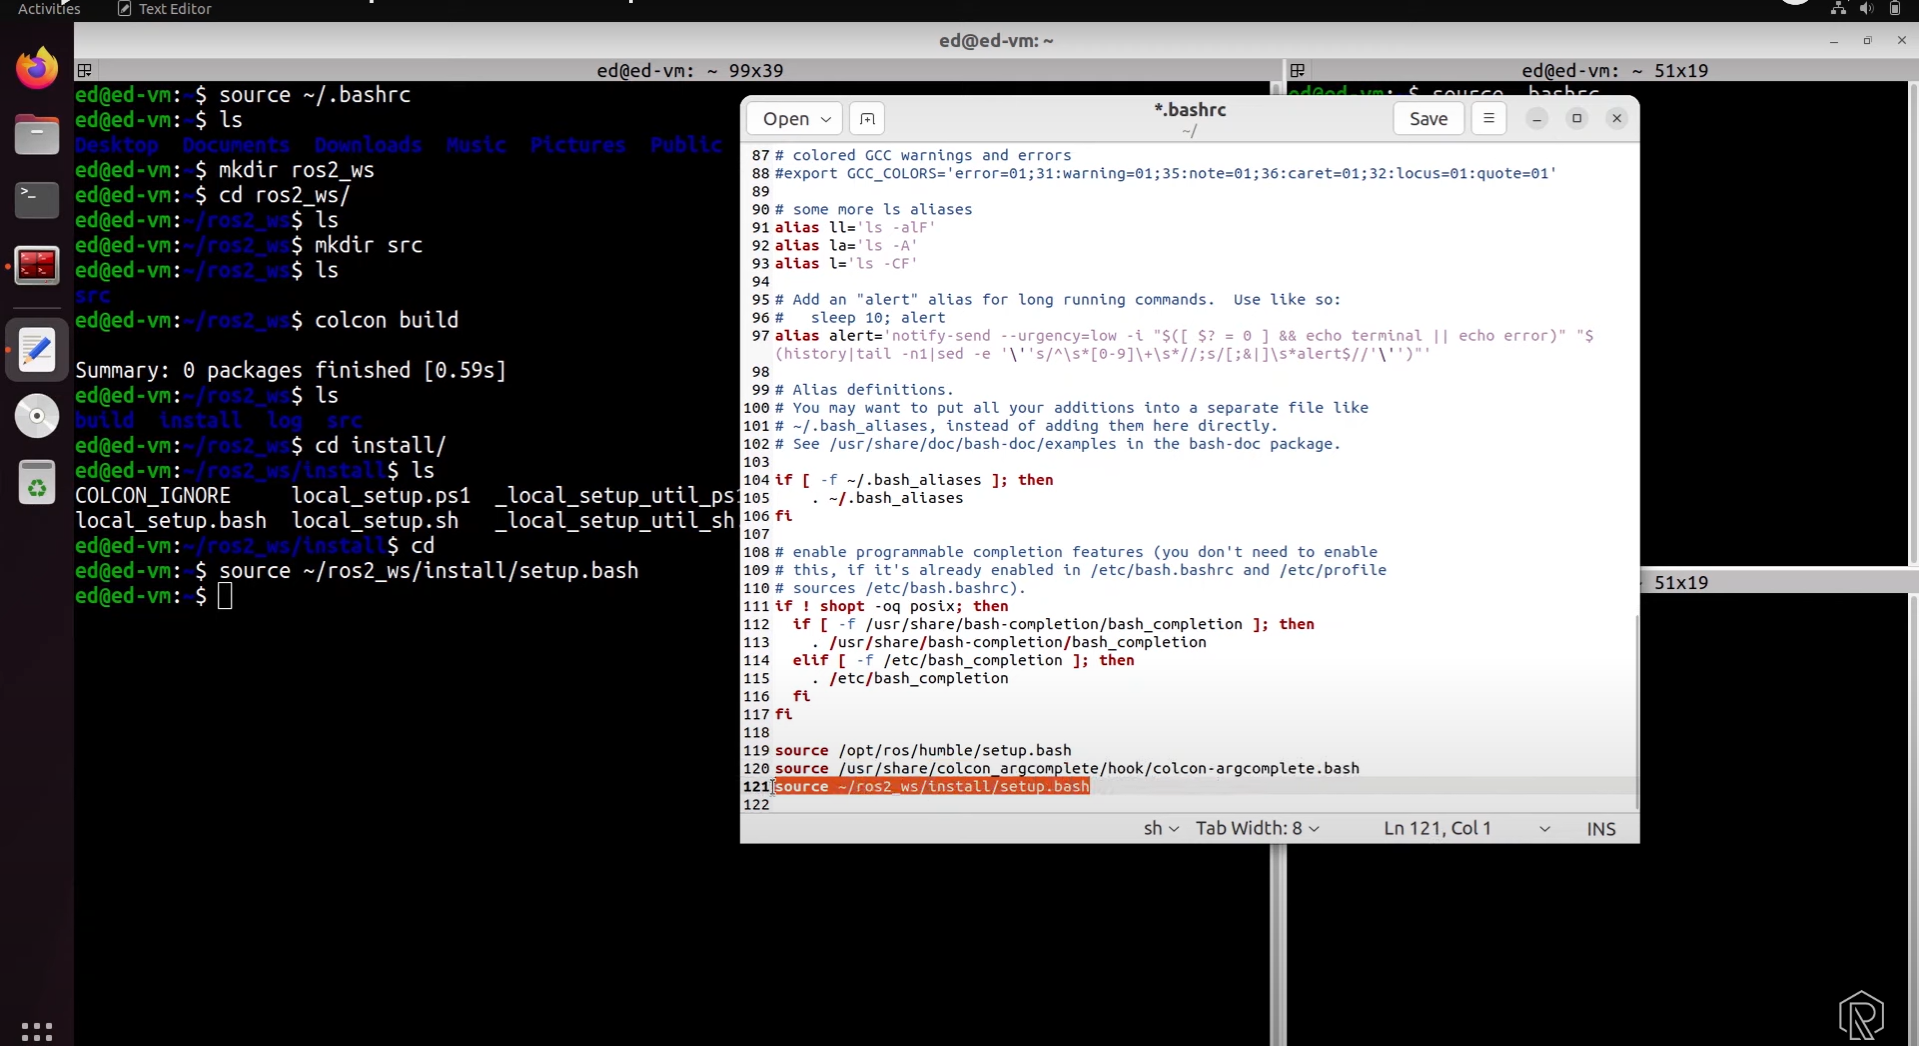 Activities
Text Editor
ed@ed-vm: ~
ed@ed-vm: ~ 99x39
ed@ed-vm:~$ source ~/.bashrc
ed@ed-vm:~$ ls
Desktop Documents Downloads Music Pictures Public
ed@ed-vm:~$ mkdir ros2_ws
ed@ed-vm:~$ cd ros2_ws/
ed@ed-vm:~/ros2_ws$ ls
ed@ed-vm:~/ros2_ws$ mkdir src
ed@ed-vm:~/ros2_ws$ ls
src
ed@ed-vm:~/ros2_ws$ colcon build
Summary: 0 packages finished [0.59s]
ed@ed-vm:~/ros2_ws$ ls
build install log src
ed@ed-vm:~/ros2_ws$ cd install/
ed@ed-vm:~/ros2_ws/install$ ls
COLCON_IGNORE local_setup.ps1 _local_setup_util_ps1
local_setup.bash local_setup.sh _local_setup_util_sh.
ed@ed-vm:~/ros2_ws/install$ cd
ed@ed-vm:~$ source ~/ros2_ws/install/setup.bash
ed@ed-vm:~$
ed@ed-vm: ~ 51x19
51x19
Open
*.bashrc
~/
Save
87 # colored GCC warnings and errors
88 #export GCC_COLORS='error=01;31:warning=01;35:note=01;36:caret=01;32:locus=01:quote=01'
89
90 # some more ls aliases
91 alias ll='ls -alF'
92 alias la='ls -A'
93 alias l='ls -CF'
94
95 # Add an "alert" alias for long running commands.  Use like so:
96 #   sleep 10; alert
97 alias alert='notify-send --urgency=low -i "$([ $? = 0 ] && echo terminal || echo error)" "$
(history|tail -n1|sed -e '\''s/^\s*[0-9]\+\s*//;s/[;&|]\s*alert$//'\'')"'
98
99 # Alias definitions.
100 # You may want to put all your additions into a separate file like
101 # ~/.bash_aliases, instead of adding them here directly.
102 # See /usr/share/doc/bash-doc/examples in the bash-doc package.
103
104 if [ -f ~/.bash_aliases ]; then
105     . ~/.bash_aliases
106 fi
107
108 # enable programmable completion features (you don't need to enable
109 # this, if it's already enabled in /etc/bash.bashrc and /etc/profile
110 # sources /etc/bash.bashrc).
111 if ! shopt -oq posix; then
112   if [ -f /usr/share/bash-completion/bash_completion ]; then
113     . /usr/share/bash-completion/bash_completion
114   elif [ -f /etc/bash_completion ]; then
115     . /etc/bash_completion
116   fi
117 fi
118
119 source /opt/ros/humble/setup.bash
120 source /usr/share/colcon_argcomplete/hook/colcon-argcomplete.bash
121 source ~/ros2_ws/install/setup.bash
122
sh
Tab Width: 8
Ln 121, Col 1
INS